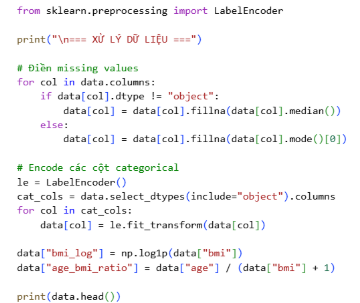 from sklearn.preprocessing import LabelEncoder
print("\n=== XỬ LÝ DỮ LIỆU ===")
# Điền missing values
for col in data.columns:
    if data[col].dtype != "object":
        data[col] = data[col].fillna(data[col].median())
    else:
        data[col] = data[col].fillna(data[col].mode()[0])
# Encode các cột categorical
le = LabelEncoder()
cat_cols = data.select_dtypes(include="object").columns
for col in cat_cols:
    data[col] = le.fit_transform(data[col])
data["bmi_log"] = np.log1p(data["bmi"])
data["age_bmi_ratio"] = data["age"] / (data["bmi"] + 1)
print(data.head())